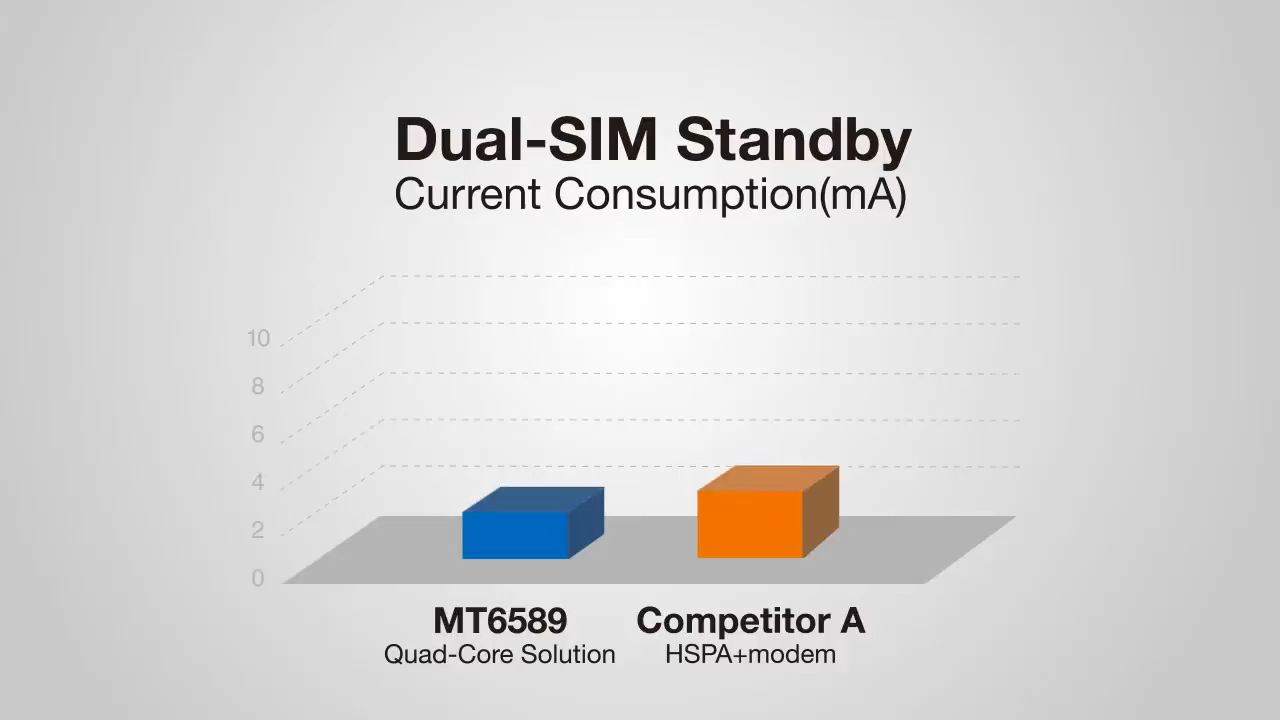 Dual-SIM Standby
Current Consumption(mA)
10
8
6
4
2
0
MT6589
Quad-Core Solution
Competitor A
HSPA+modem